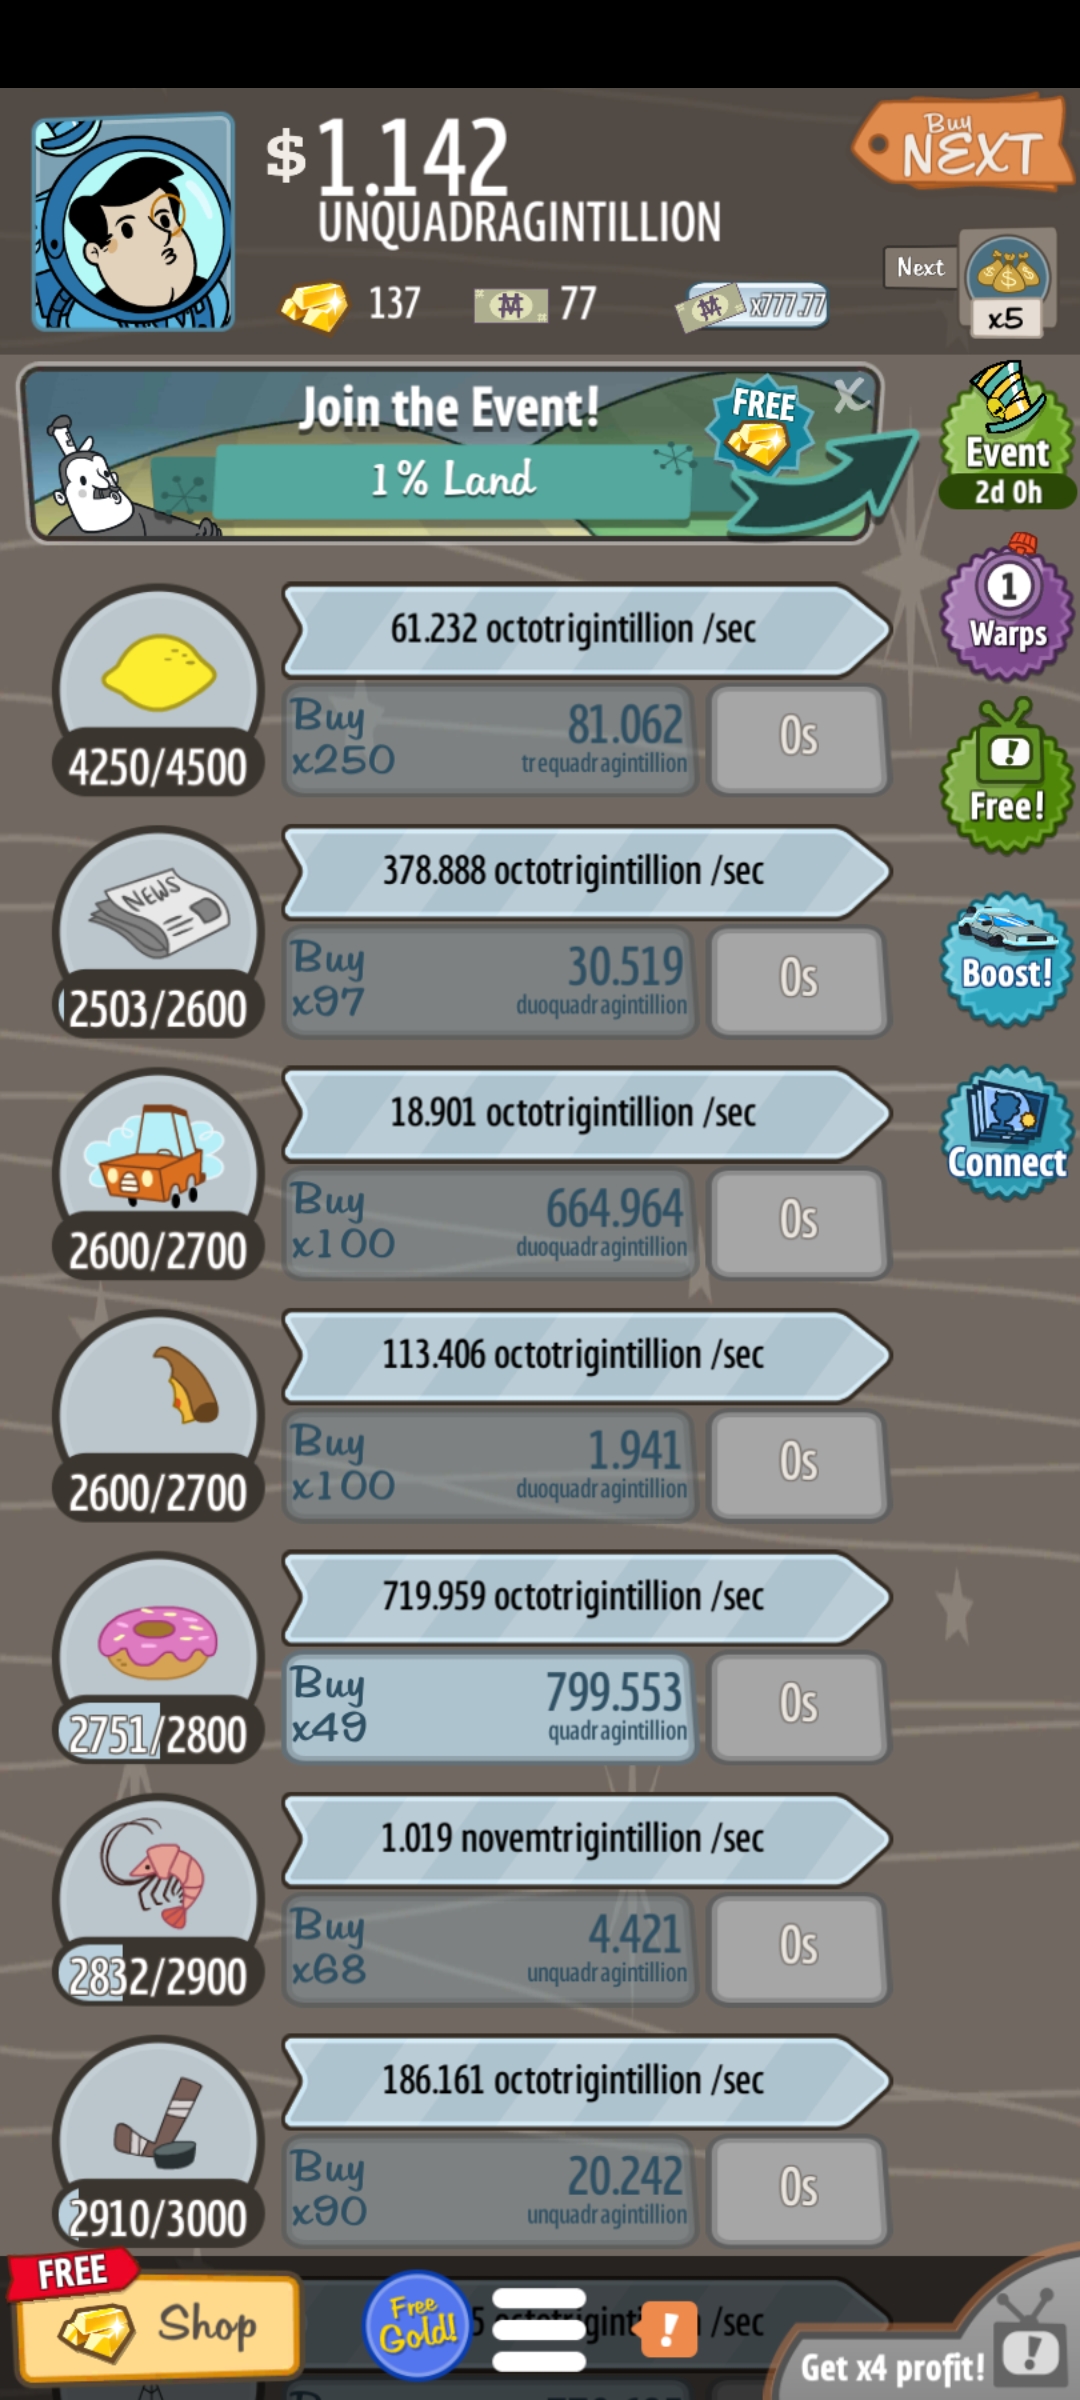 $1.142
UNQUADRAGINTILLION
Buy
NEXT
137
77
x777.77
Next
x5
Join the Event!
1% Land
FREE
X
Event
2d 0h
61.232 octotrigintillion /sec
Buy
x250
81.062
trequadragintillion
0s
4250/4500
1
Warps
Free!
NEWS
378.888 octotrigintillion /sec
Buy
x97
30.519
duoquadragintillion
0s
2503/2600
Boost!
18.901 octotrigintillion /sec
Buy
x100
664.964
duoquadragintillion
0s
2600/2700
Connect
113.406 octotrigintillion /sec
Buy
x100
1.941
duoquadragintillion
0s
2600/2700
719.959 octotrigintillion /sec
Buy
x49
799.553
quadragintillion
0s
2751/2800
1.019 novemtrigintillion /sec
Buy
x68
4.421
unquadragintillion
0s
2832/2900
186.161 octotrigintillion /sec
Buy
x90
20.242
unquadragintillion
0s
2910/3000
FREE
Shop
Free
Gold!
/sec
Get x4 profit!